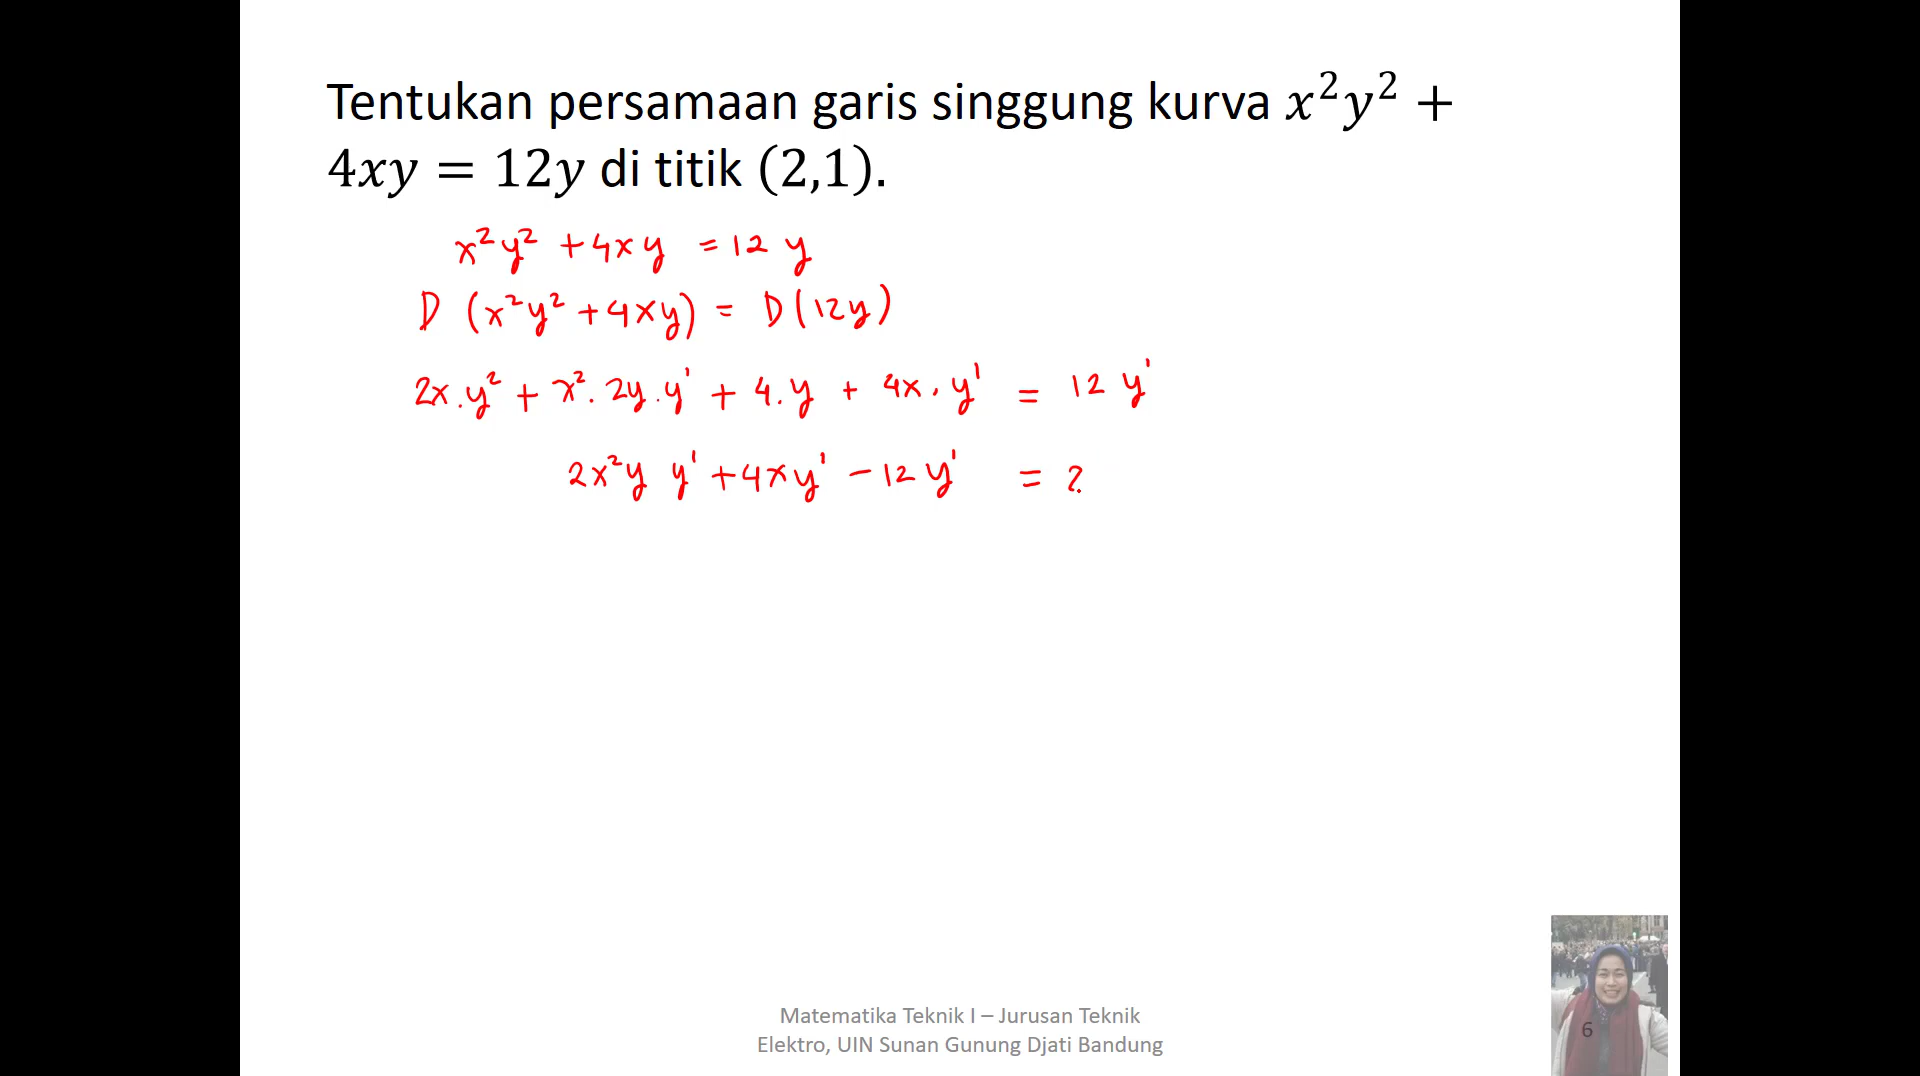 Tentukan persamaan garis singgung kurva x²y² +
4xy = 12y di titik (2,1).
x²y² + 4xy = 12 y
D (x²y² + 4xy) = D(12y)
2x.y² + x². 2y.y' + 4.y + 4x.y' = 12 y'
2x²y y' + 4xy' - 12 y' = 2
Matematika Teknik I – Jurusan Teknik
Elektro, UIN Sunan Gunung Djati Bandung
6